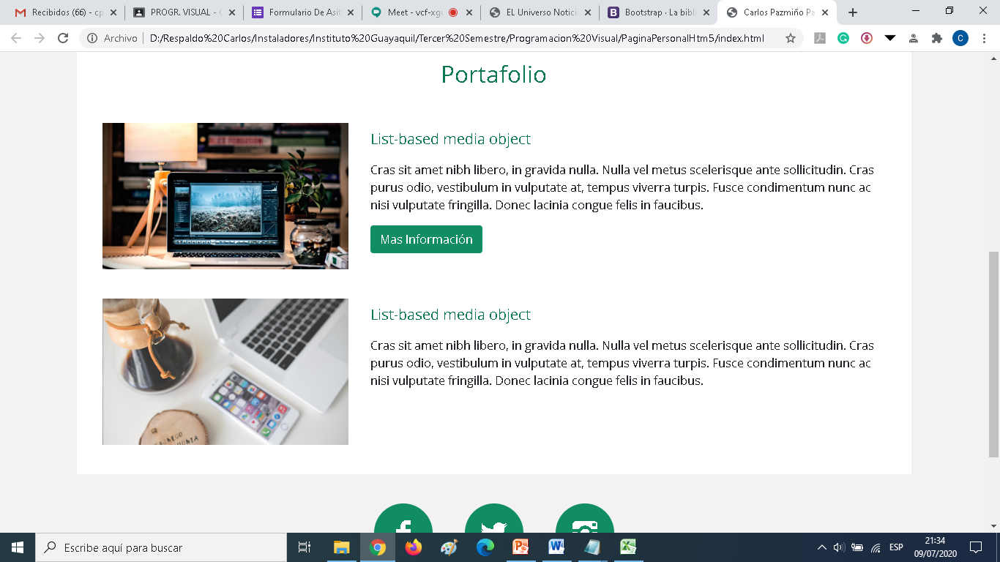 Recibidos (66) - cp
PROGR. VISUAL - C
Formulario De Asit
Meet - vcf-xgu
EL Universo Notici
Bootstrap · La bibli
Carlos Pazmiño Pa
Archivo
D:/Respaldo%20Carlos/Instaladores/Instituto%20Guayaquil/Tercer%20Semestre/Programacion%20Visual/PaginaPersonalHtm5/index.html
C
Portafolio
List-based media object
Cras sit amet nibh libero, in gravida nulla. Nulla vel metus scelerisque ante sollicitudin. Cras
purus odio, vestibulum in vulputate at, tempus viverra turpis. Fusce condimentum nunc ac
nisi vulputate fringilla. Donec lacinia congue felis in faucibus.
Mas Información
List-based media object
Cras sit amet nibh libero, in gravida nulla. Nulla vel metus scelerisque ante sollicitudin. Cras
purus odio, vestibulum in vulputate at, tempus viverra turpis. Fusce condimentum nunc ac
nisi vulputate fringilla. Donec lacinia congue felis in faucibus.
Escribe aquí para buscar
ESP
21:34
09/07/2020